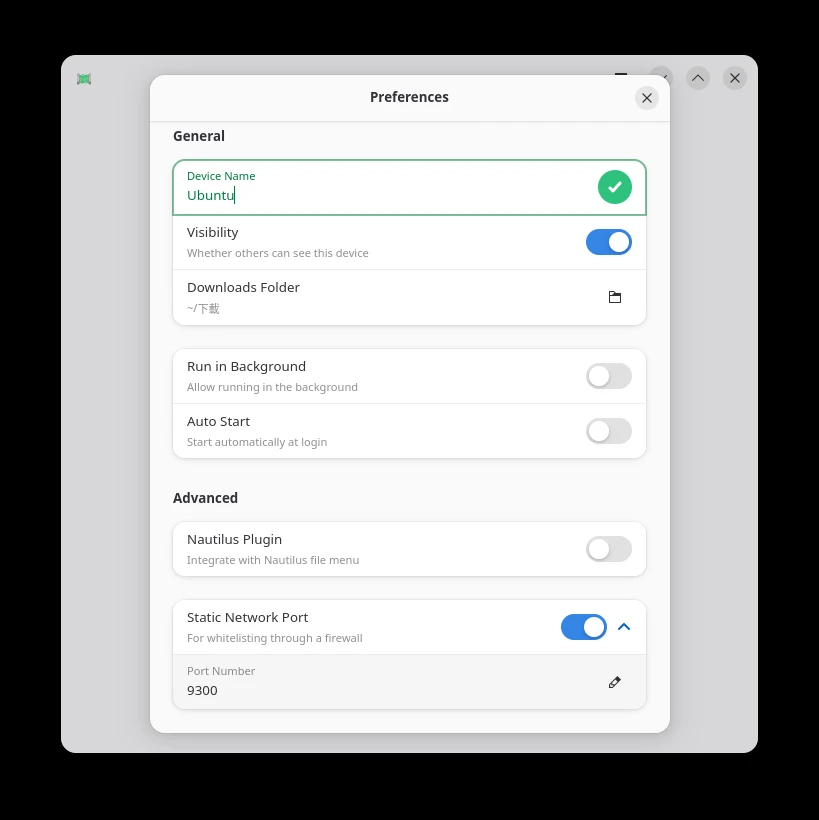 Preferences
General
Device Name
Ubuntu
Visibility
Whether others can see this device
Downloads Folder
~/下載
Run in Background
Allow running in the background
Auto Start
Start automatically at login
Advanced
Nautilus Plugin
Integrate with Nautilus file menu
Static Network Port
For whitelisting through a firewall
Port Number
9300